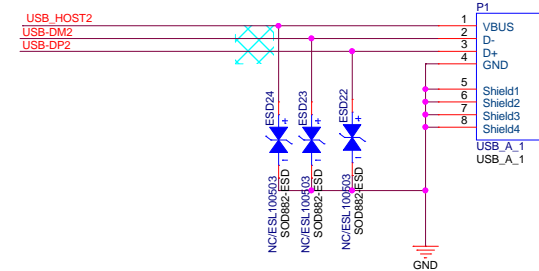 P1
USB_HOST2
USB-DM2
USB-DP2
1
2
3
4
5
6
7
8
VBUS
D-
D+
GND
Shield1
Shield2
Shield3
Shield4
USB_A_1
USB_A_1
ESD24
+
-
NC/ESL100503
SOD882-ESD
ESD23
+
-
NC/ESL100503
SOD882-ESD
ESD22
+
-
NC/ESL100503
SOD882-ESD
GND